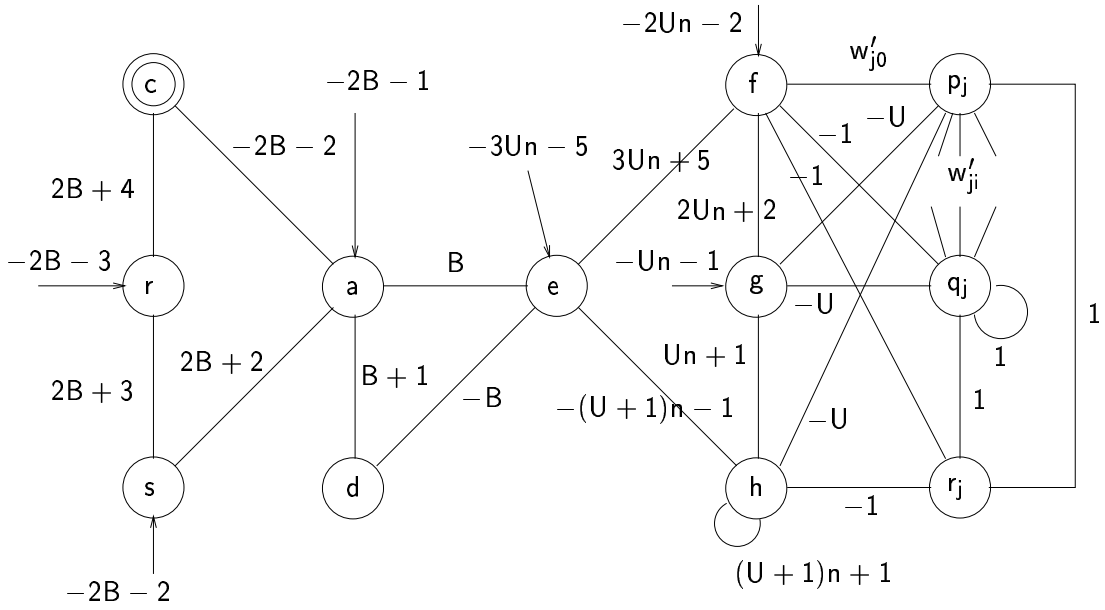 −2Un − 2
w′j0
c
−2B − 1
f
pj
−U
−1
−2B − 2
−3Un − 5
3Un + 5
−1
w′ji
2B + 4
2Un + 2
−2B − 3
B
−Un − 1
r
a
e
g
qj
−U
1
1
2B + 3
2B + 2
B + 1
−B
Un + 1
1
−(U + 1)n − 1
−U
s
d
h
rj
−1
(U + 1)n + 1
−2B − 2